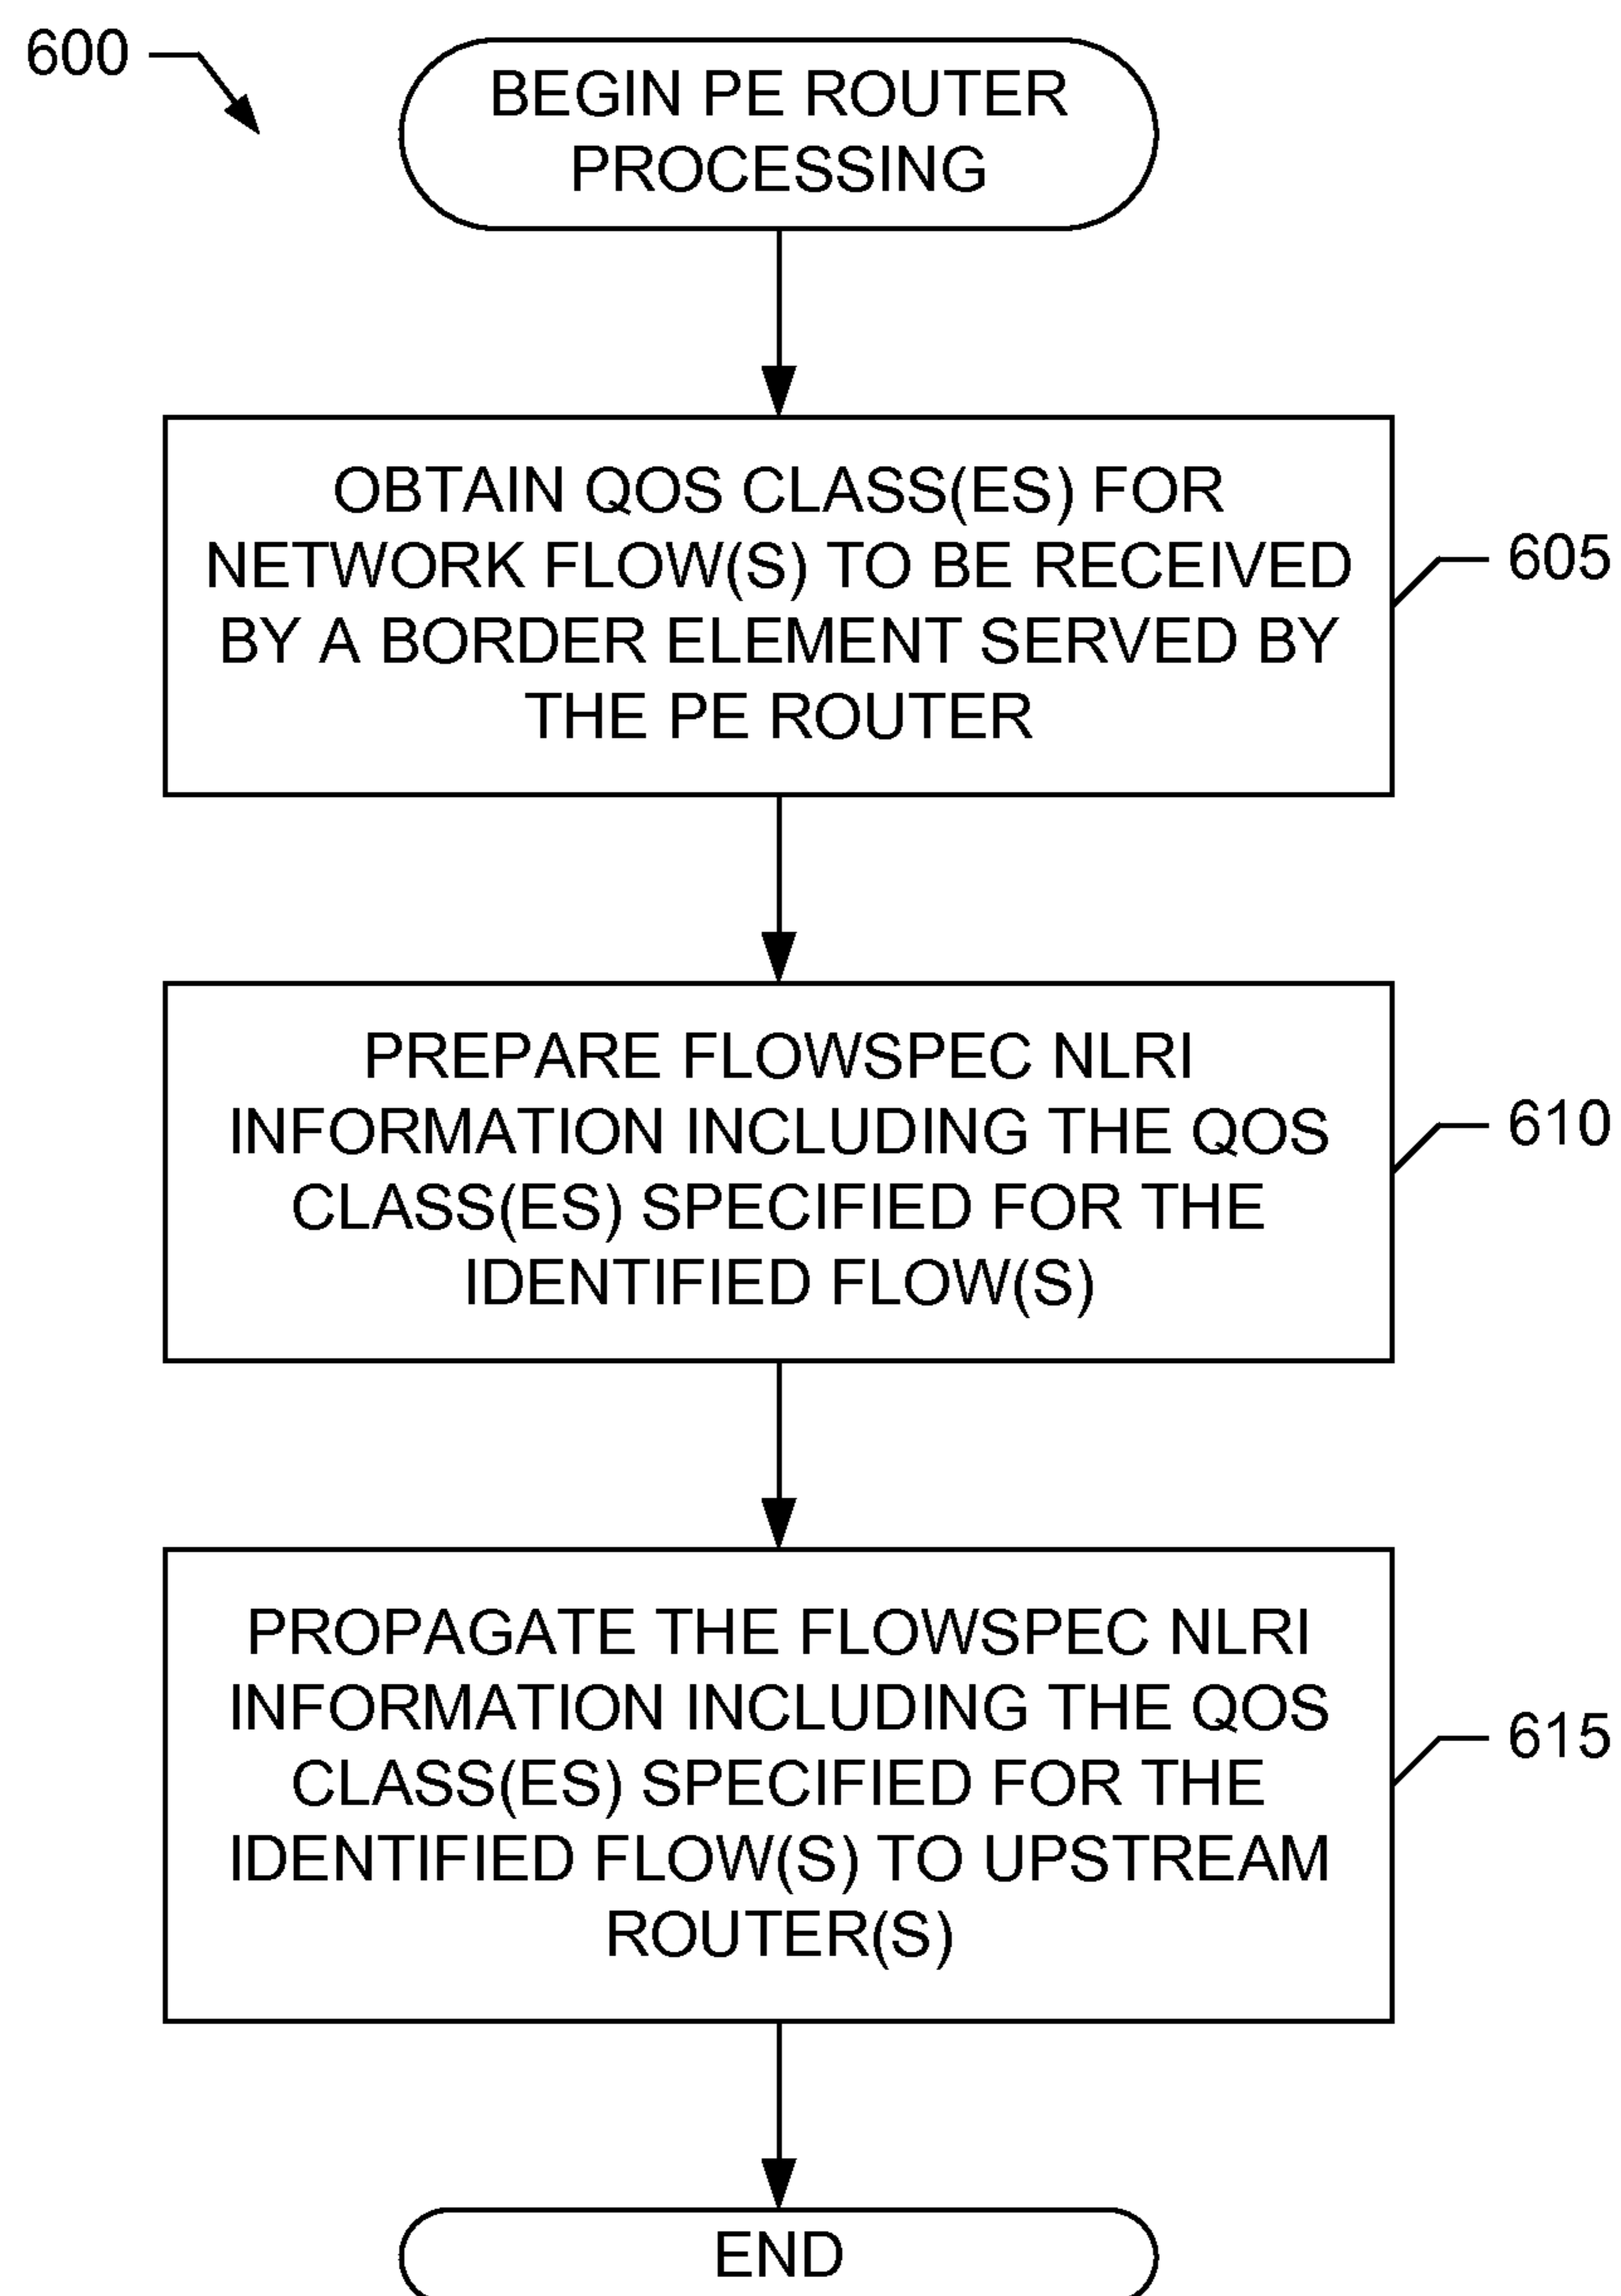 600
BEGIN PE ROUTER
PROCESSING
OBTAIN QOS CLASS(ES) FOR
NETWORK FLOW(S) TO BE RECEIVED
BY A BORDER ELEMENT SERVED BY
THE PE ROUTER
605
PREPARE FLOWSPEC NLRI
INFORMATION INCLUDING THE QOS
CLASS(ES) SPECIFIED FOR THE
IDENTIFIED FLOW(S)
610
PROPAGATE THE FLOWSPEC NLRI
INFORMATION INCLUDING THE QOS
CLASS(ES) SPECIFIED FOR THE
IDENTIFIED FLOW(S) TO UPSTREAM
ROUTER(S)
615
END